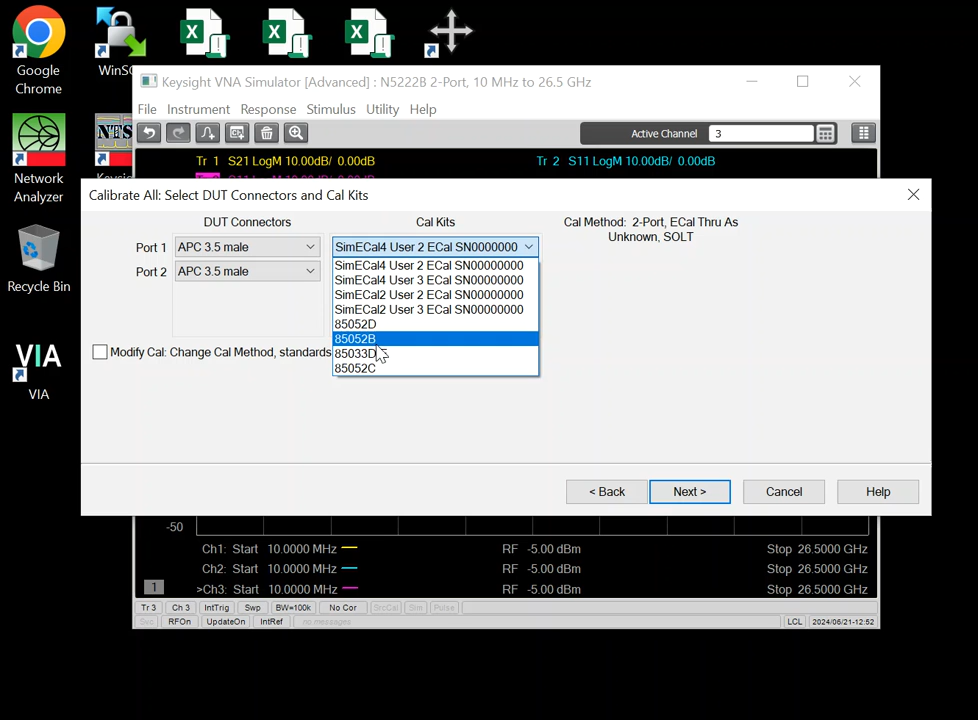 Google
Chrome
WinSC
Network
Analyzer
NTS
Recycle Bin
VIA
VIA
Keysight VNA Simulator [Advanced] : N5222B 2-Port, 10 MHz to 26.5 GHz
File Instrument Response Stimulus Utility Help
Active Channel 3
Tr 1 S21 LogM 10.00dB/ 0.00dB
Tr 2 S11 LogM 10.00dB/ 0.00dB
Calibrate All: Select DUT Connectors and Cal Kits
DUT Connectors
Cal Kits
Cal Method: 2-Port, ECal Thru As
Unknown, SOLT
Port 1 APC 3.5 male
SimECal4 User 2 ECal SN0000000
Port 2 APC 3.5 male
SimECal4 User 2 ECal SN00000000
SimECal4 User 3 ECal SN00000000
SimECal2 User 2 ECal SN00000000
SimECal2 User 3 ECal SN00000000
85052D
85052B
85033D
85052C
Modify Cal: Change Cal Method, standards
< Back
Next >
Cancel
Help
-50
Ch1: Start 10.0000 MHz
RF -5.00 dBm
Stop 26.5000 GHz
Ch2: Start 10.0000 MHz
RF -5.00 dBm
Stop 26.5000 GHz
1
>Ch3: Start 10.0000 MHz
RF -5.00 dBm
Stop 26.5000 GHz
Tr 3 Ch 3 IntTrig Swp BW=100k No Cor SrcCal Sim Pulse
Svo RFOn UpdateOn IntRef no messages LCL 2024/06/21-12:52